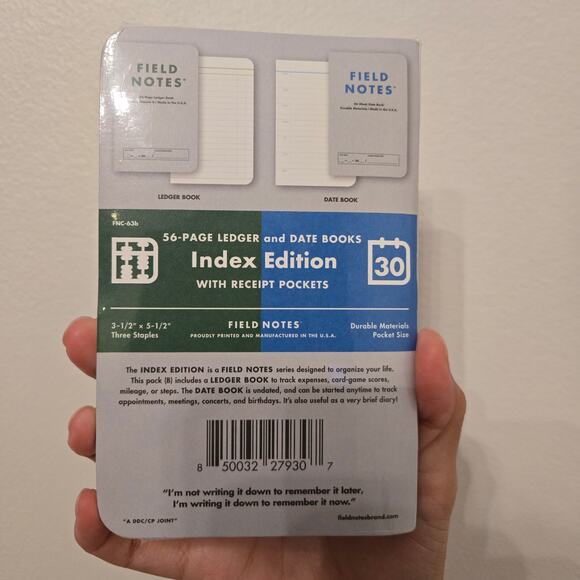 FIELD
NOTES
FIELD
NOTES
LEDGER BOOK
DATE BOOK
FNC-63b
56-PAGE LEDGER and DATE BOOKS
Index Edition
WITH RECEIPT POCKETS
30
3-1/2" × 5-1/2"
Three Staples
FIELD NOTES
PROUDLY PRINTED AND MANUFACTURED IN THE U.S.A.
Durable Materials
Pocket Size
The INDEX EDITION is a FIELD NOTES series designed to organize your life.
This pack (B) includes a LEDGER BOOK to track expenses, card-game scores,
mileage, or steps. The DATE BOOK is undated, and can be started anytime to track
appointments, meetings, concerts, and birthdays. It's also useful as a very brief diary!
8 50032 27930 7
"I'm not writing it down to remember it later,
I'm writing it down to remember it now."
"A DDC/CP JOINT"
fieldnotesbrand.com